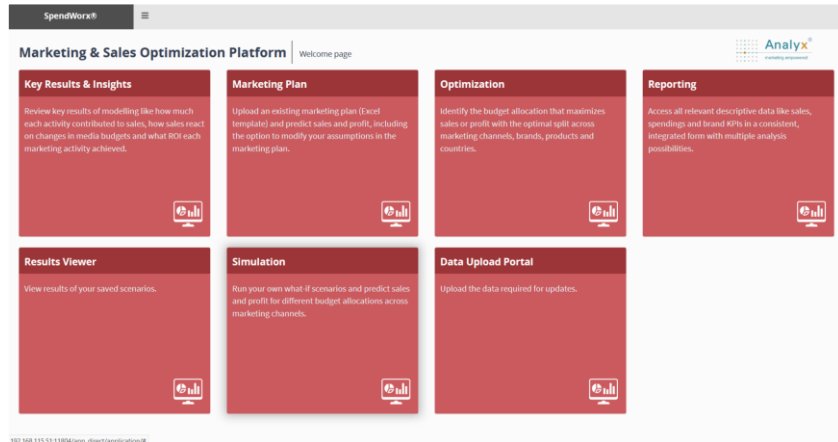 SpendWorx®
Marketing & Sales Optimization Platform
Welcome page
Analyx®
marketing empowered
Key Results & Insights
Review key results of modelling like how much
each activity contributed to sales, how sales react
on changes in media budgets and what ROI each
marketing activity achieved.
Marketing Plan
Upload an existing marketing plan (Excel
template) and predict sales and profit, including
the option to modify your assumptions in the
marketing plan.
Optimization
Identify the budget allocation that maximizes
sales or profit with the optimal split across
marketing channels, brands, products and
countries.
Reporting
Access all relevant descriptive data like sales,
spendings and brand KPIs in a consistent,
integrated form with multiple analysis
possibilities.
Results Viewer
View results of your saved scenarios.
Simulation
Run your own what-if scenarios and predict sales
and profit for different budget allocations across
marketing channels.
Data Upload Portal
Upload the data required for updates.